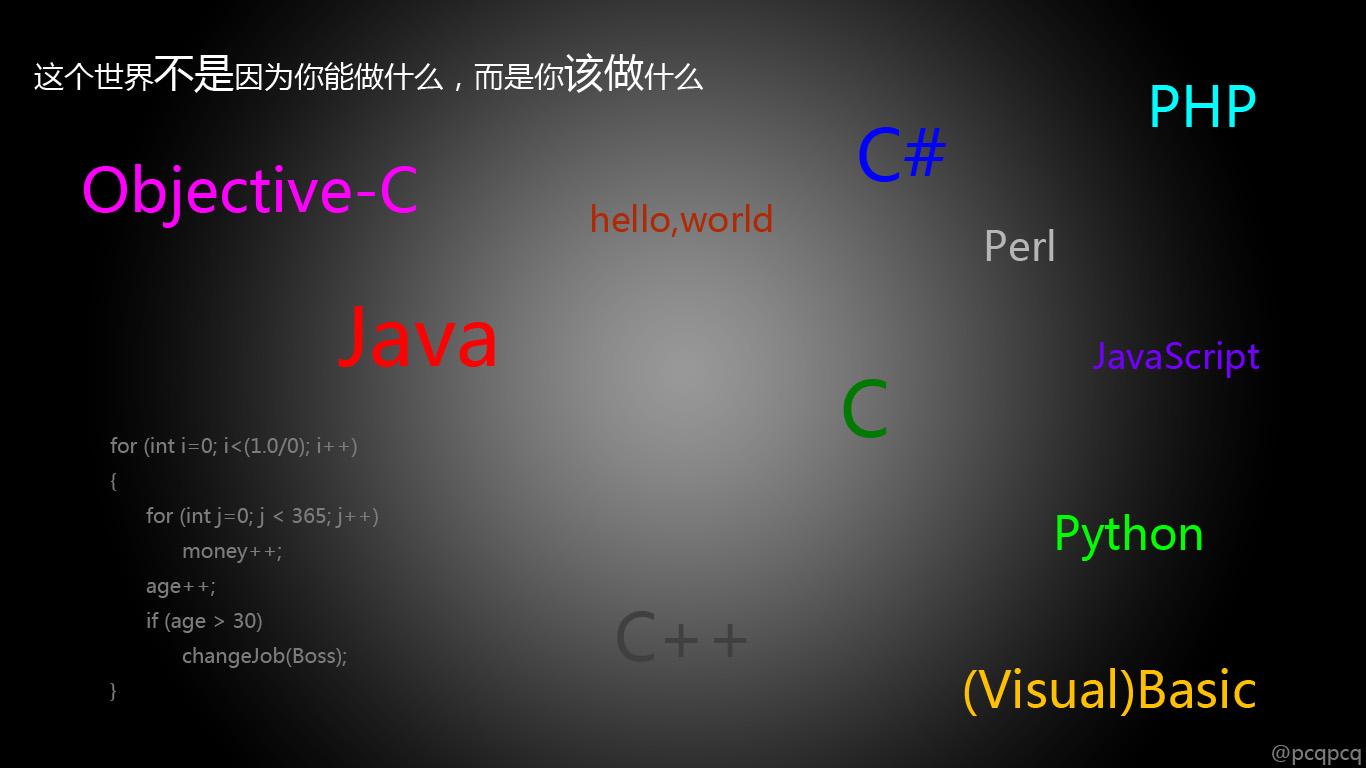 这个世界不是因为你能做什么，而是你该做什么
PHP
C#
Objective-C
hello,world
Perl
Java
JavaScript
C
for (int i=0; i<(1.0/0); i++)
{
for (int j=0; j < 365; j++)
money++;
age++;
if (age > 30)
changeJob(Boss);
}
Python
C++
(Visual)Basic
@pcqpcq